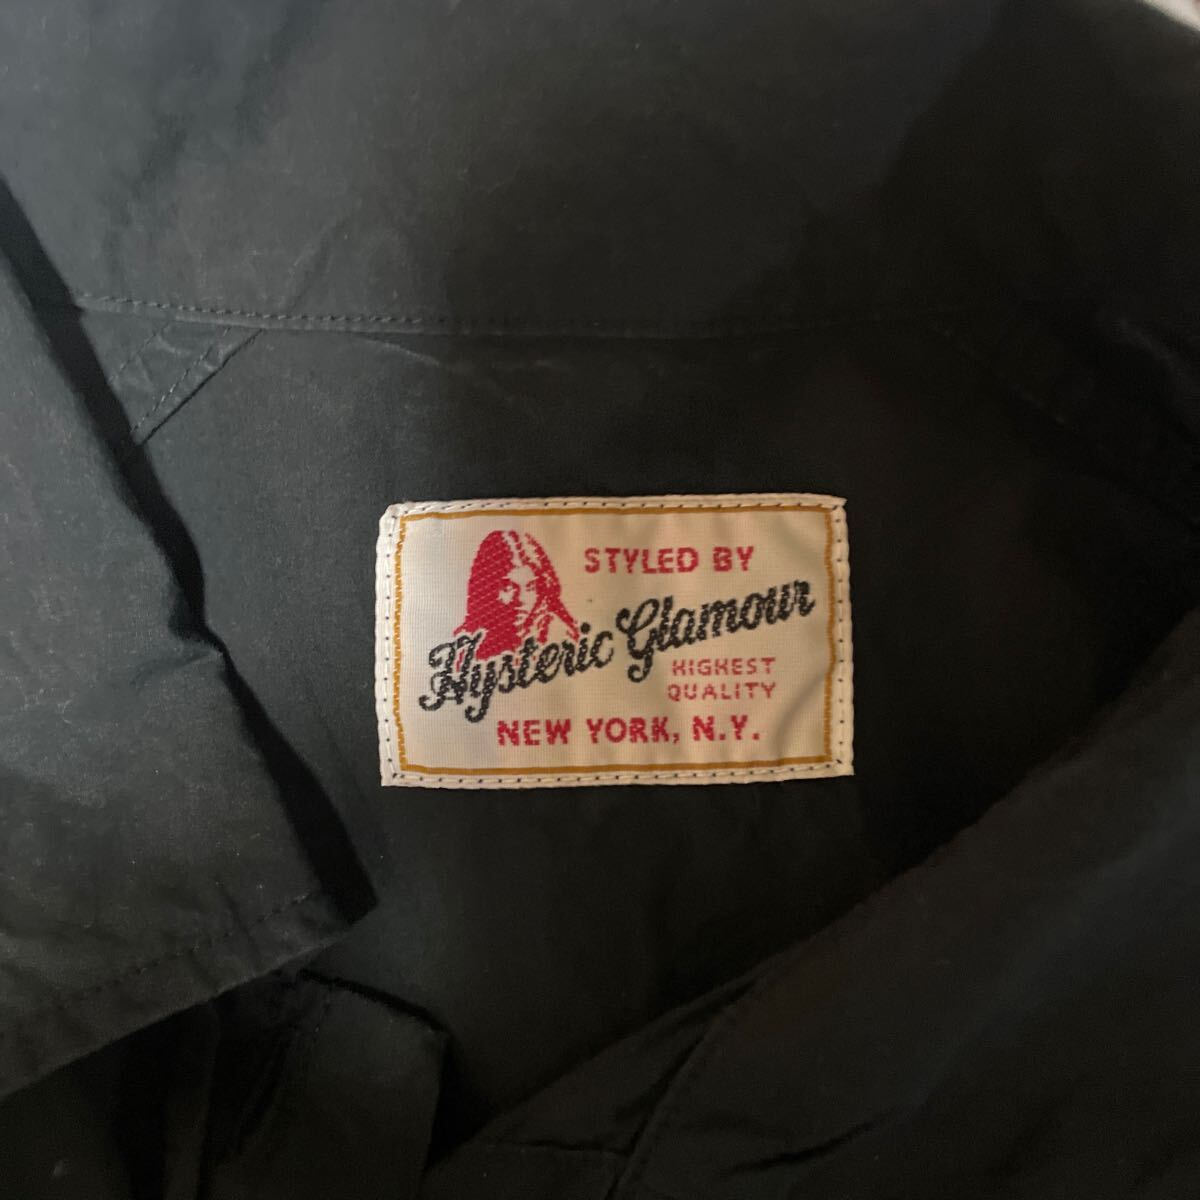 STYLED BY
Hysteric Glamour
HIGHEST
QUALITY
NEW YORK, N.Y.